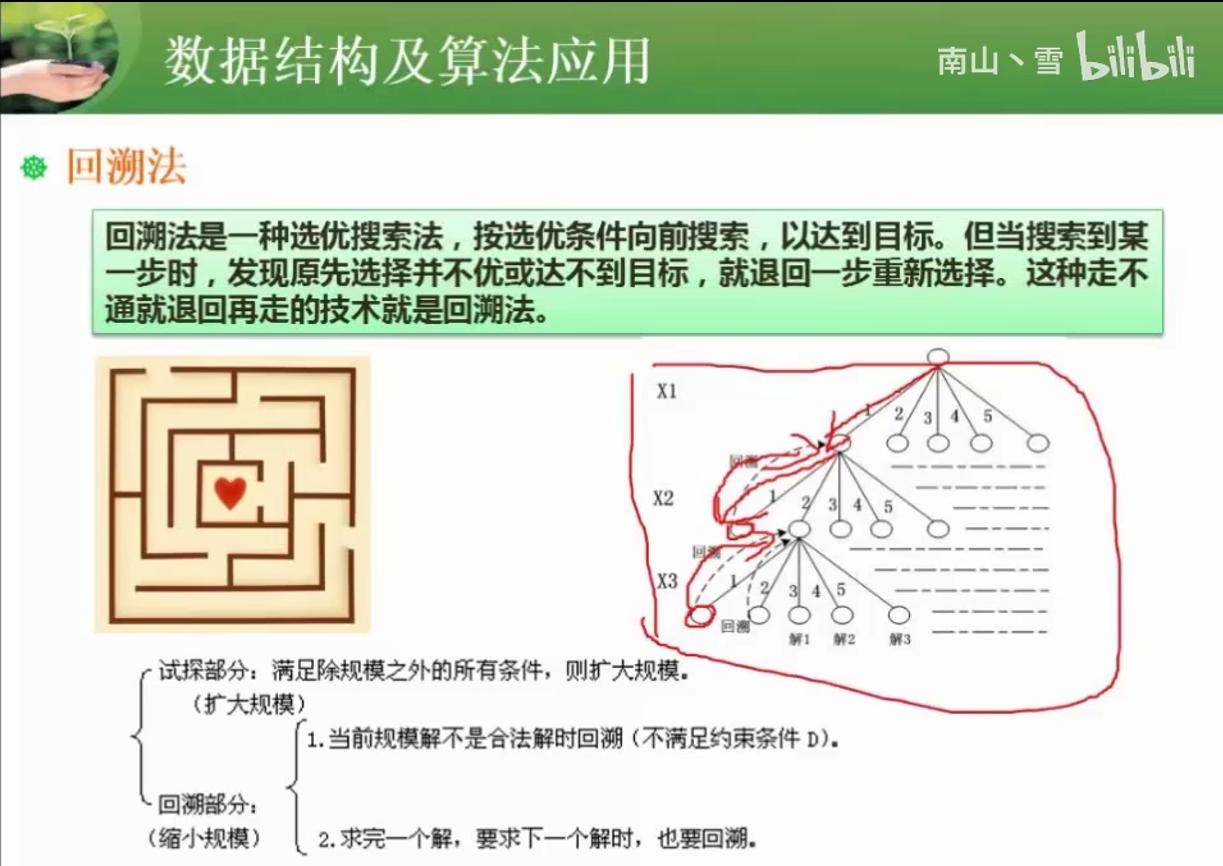 数据结构及算法应用
南山丶雪 bilibili
回溯法
回溯法是一种选优搜索法，按选优条件向前搜索，以达到目标。但当搜索到某
一步时，发现原先选择并不优或达不到目标，就退回一步重新选择。这种走不
通就退回再走的技术就是回溯法。
X1
1 2 3 4 5
回溯
X2
1 2 3 4 5
回溯
X3
1 2 3 4 5
回溯
解1 解2 解3
试探部分：满足除规模之外的所有条件，则扩大规模。
（扩大规模）
1.当前规模解不是合法解时回溯（不满足约束条件 D）。
回溯部分：
（缩小规模）
2.求完一个解，要求下一个解时，也要回溯。